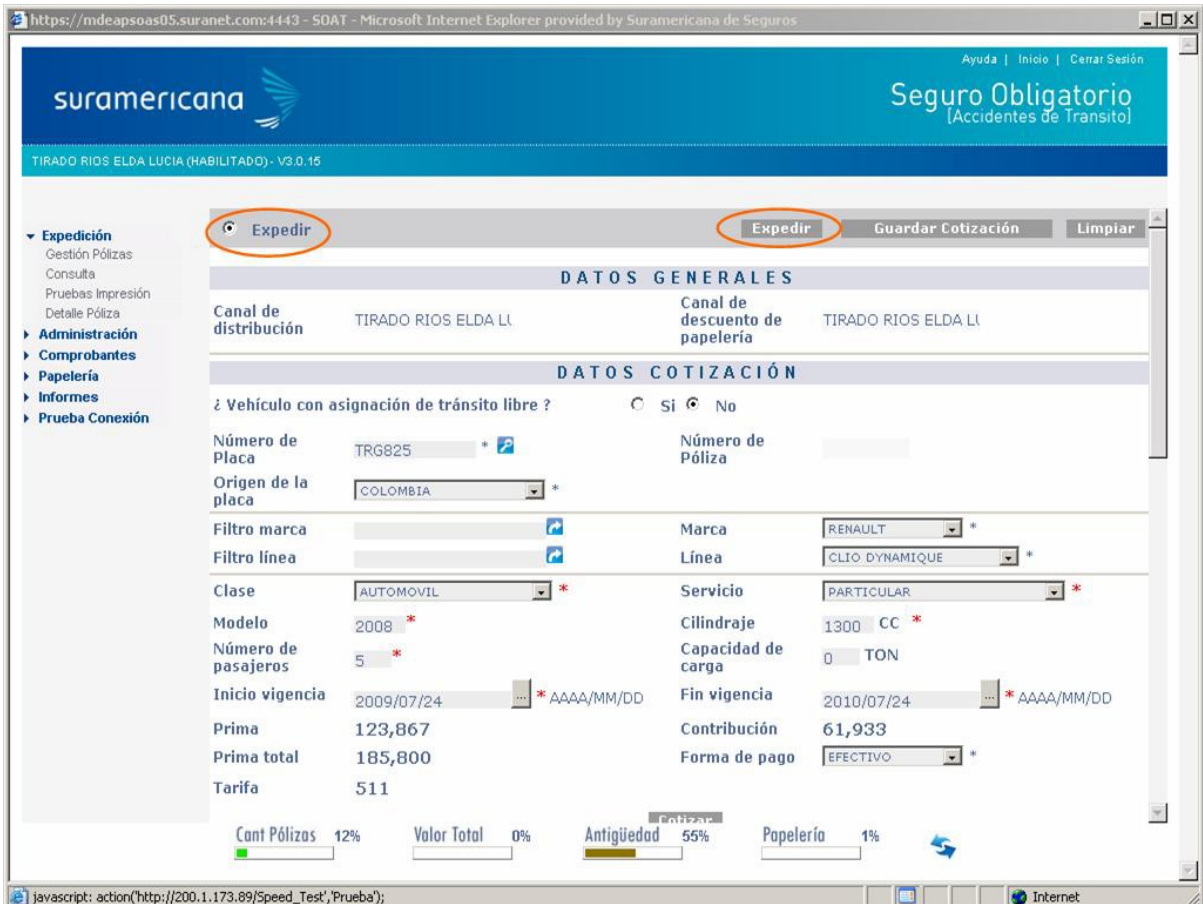 https://mdeapsoas05.suranet.com:4443 - SOAT - Microsoft Internet Explorer provided by Suramericana de Seguros
Ayuda | Inicio | Cerrar Sesión
suramericana
Seguro Obligatorio
[Accidentes de Transito]
TIRADO RIOS ELDA LUCIA (HABILITADO) - V3.0.15
Expedición
Gestión Pólizas
Consulta
Pruebas Impresión
Detalle Póliza
Administración
Comprobantes
Papelería
Informes
Prueba Conexión
Expedir Expedir Guardar Cotización Limpiar
DATOS GENERALES
Canal de distribución TIRADO RIOS ELDA LU Canal de descuento de papelería TIRADO RIOS ELDA LU
DATOS COTIZACIÓN
¿ Vehículo con asignación de tránsito libre ? Si No
Número de Placa TRG825 * Número de Póliza
Origen de la placa COLOMBIA *
Filtro marca Marca RENAULT *
Filtro línea Línea CLIO DYNAMIQUE *
Clase AUTOMOVIL * Servicio PARTICULAR *
Modelo 2008 * Cilindraje 1300 CC *
Número de pasajeros 5 * Capacidad de carga 0 TON
Inicio vigencia 2009/07/24 ... * AAAA/MM/DD Fin vigencia 2010/07/24 ... * AAAA/MM/DD
Prima 123,867 Contribución 61,933
Prima total 185,800 Forma de pago EFECTIVO *
Tarifa 511
Cotizar
Cant Pólizas 12% Valor Total 0% Antigüedad 55% Papelería 1%
javascript: action('http://200.1.173.89/Speed_Test','Prueba'); Internet